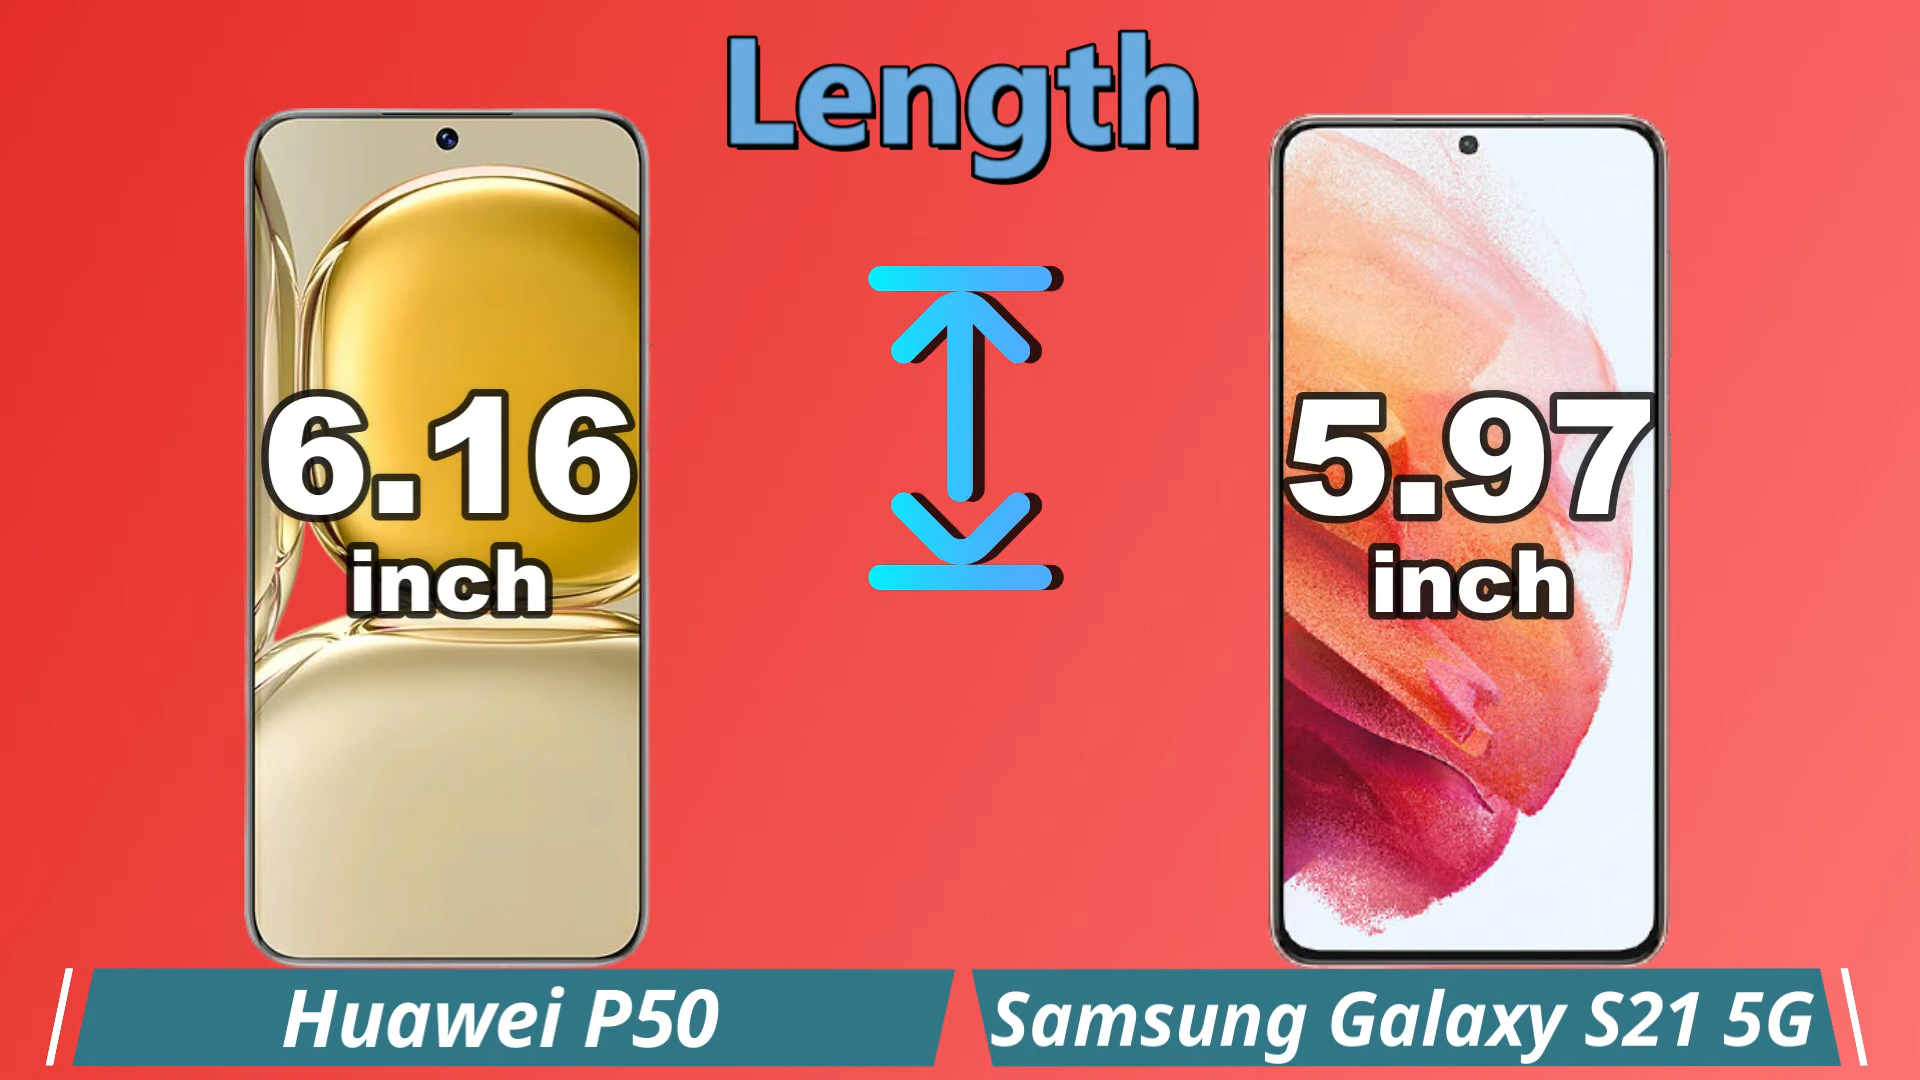 Length
6.16
inch
5.97
inch
Huawei P50
Samsung Galaxy S21 5G